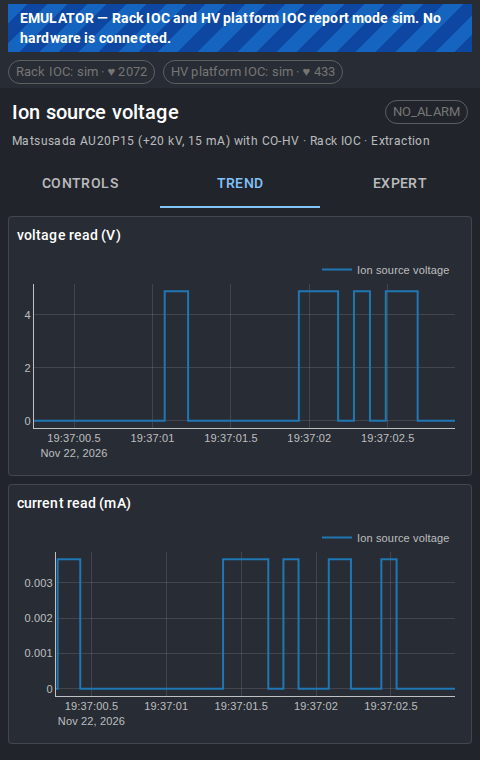 EMULATOR — Rack IOC and HV platform IOC report mode sim. No
hardware is connected.
Rack IOC: sim · ♥ 2072
HV platform IOC: sim · ♥ 433
Ion source voltage
NO_ALARM
Matsusada AU20P15 (+20 kV, 15 mA) with CO-HV · Rack IOC · Extraction
CONTROLS
TREND
EXPERT
voltage read (V)
Ion source voltage
4
2
0
19:37:00.5
19:37:01
19:37:01.5
19:37:02
19:37:02.5
Nov 22, 2026
current read (mA)
Ion source voltage
0.003
0.002
0.001
0
19:37:00.5
19:37:01
19:37:01.5
19:37:02
19:37:02.5
Nov 22, 2026